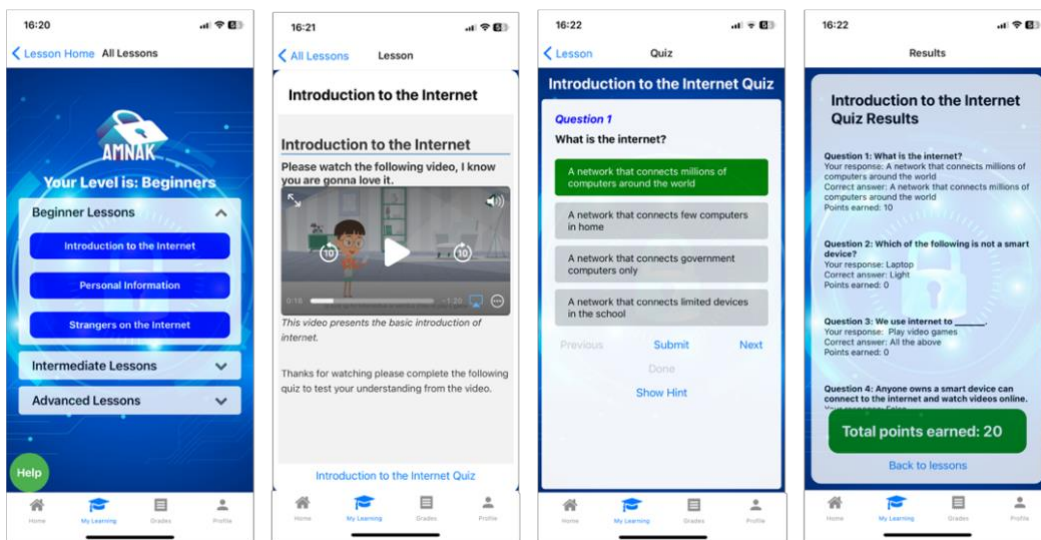 16:20
Lesson Home All Lessons
AMNAK
Your Level is: Beginners
Beginner Lessons
Introduction to the Internet
Personal Information
Strangers on the Internet
Intermediate Lessons
Advanced Lessons
Help
Home My Learning Grades Profile
16:21
All Lessons Lesson
Introduction to the Internet
Introduction to the Internet
Please watch the following video, I know
you are gonna love it.
10 10
0:16 -1:20
This video presents the basic introduction of
internet.
Thanks for watching please complete the following
quiz to test your understanding from the video.
Introduction to the Internet Quiz
Home My Learning Grades Profile
16:22
Lesson Quiz
Introduction to the Internet Quiz
Question 1
What is the internet?
A network that connects millions of
computers around the world
A network that connects few computers
in home
A network that connects government
computers only
A network that connects limited devices
in the school
Previous Submit Next
Done
Show Hint
Home My Learning Grades Profile
16:22
Results
Introduction to the Internet
Quiz Results
Question 1: What is the internet?
Your response: A network that connects millions of
computers around the world
Correct answer: A network that connects millions of
computers around the world
Points earned: 10
Question 2: Which of the following is not a smart
device?
Your response: Laptop
Correct answer: Light
Points earned: 0
Question 3: We use internet to ______.
Your response: Play video games
Correct answer: All the above
Points earned: 0
Question 4: Anyone owns a smart device can
connect to the internet and watch videos online.
Total points earned: 20
Back to lessons
Home My Learning Grades Profile